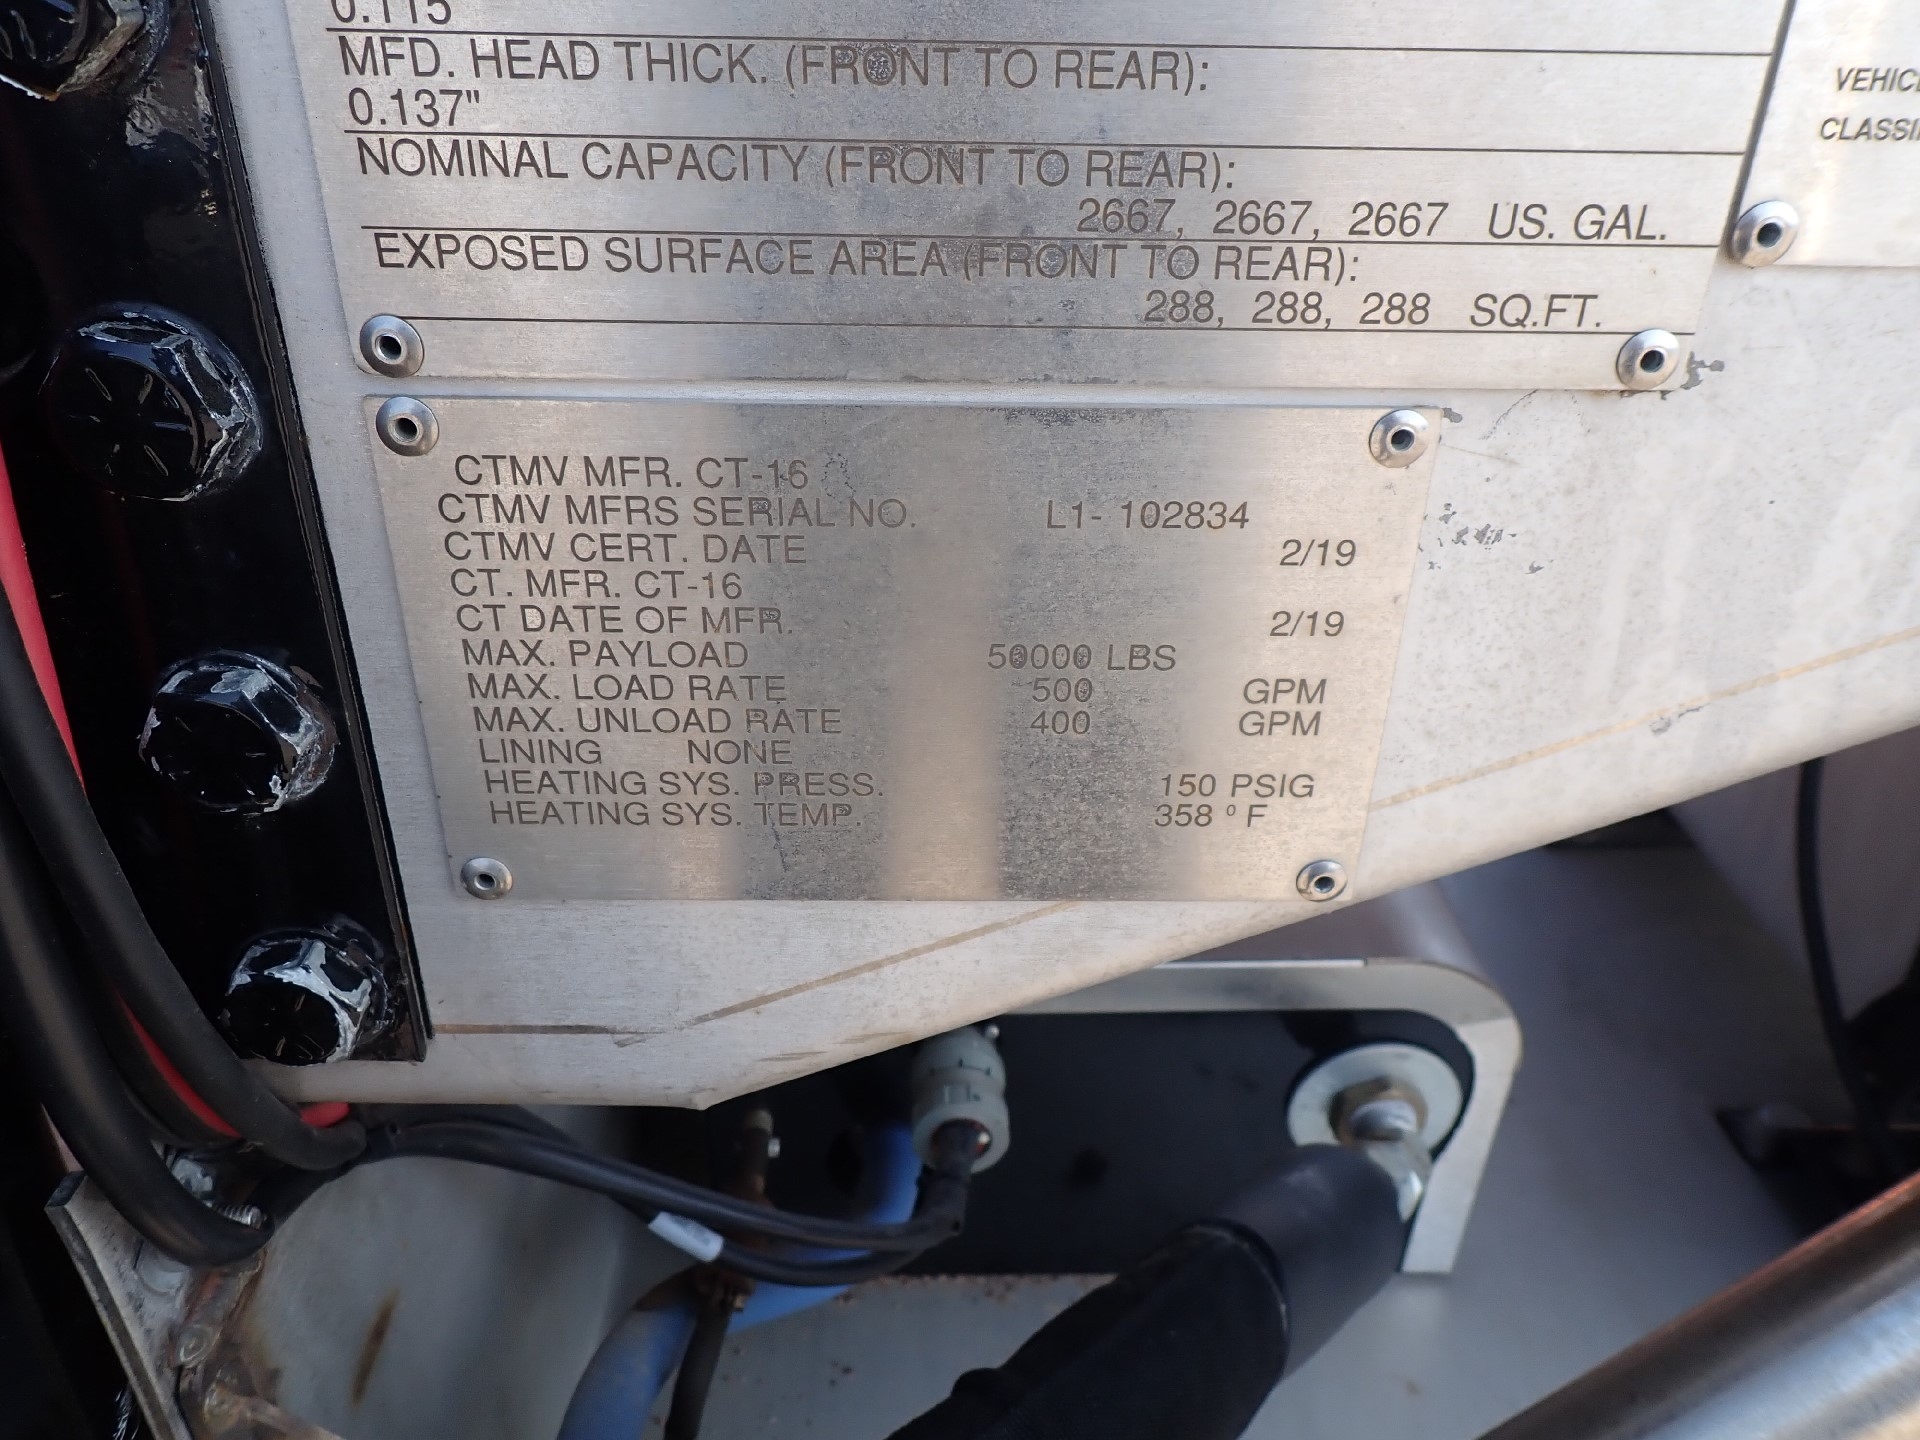 0.115"
MFD. HEAD THICK. (FRONT TO REAR):
0.137"
NOMINAL CAPACITY (FRONT TO REAR):
2667, 2667, 2667 US. GAL.
EXPOSED SURFACE AREA (FRONT TO REAR):
288, 288, 288 SQ.FT.
VEHIC
CLASSI
CTMV MFR. CT-16
CTMV MFRS SERIAL NO. L1- 102834
CTMV CERT. DATE 2/19
CT. MFR. CT-16
CT DATE OF MFR. 2/19
MAX. PAYLOAD 50000 LBS
MAX. LOAD RATE 500 GPM
MAX. UNLOAD RATE 400 GPM
LINING NONE
HEATING SYS. PRESS. 150 PSIG
HEATING SYS. TEMP. 358 º F